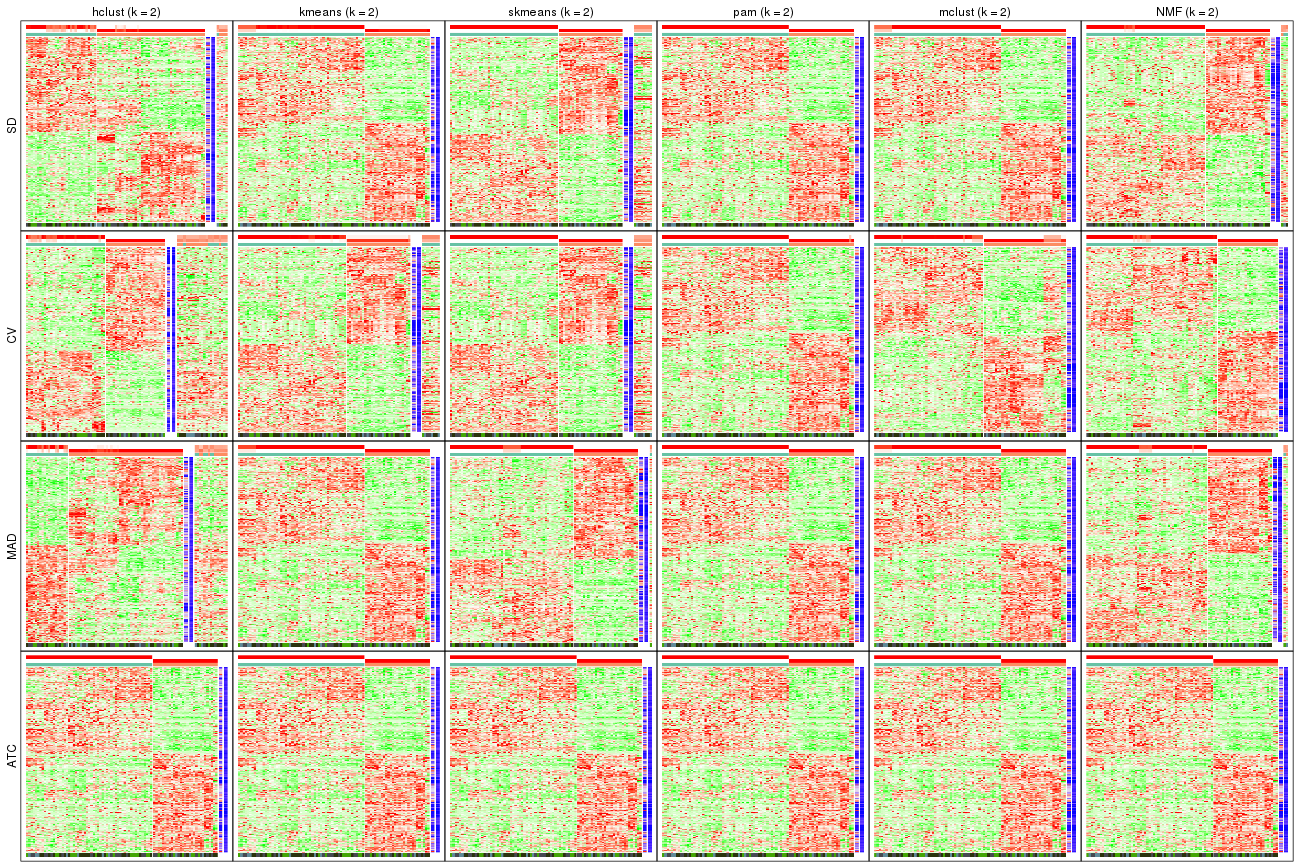 hclust (k = 2) kmeans (k = 2) skmeans (k = 2) pam (k = 2) mclust (k = 2) NMF (k = 2)
SD
CV
MAD
ATC